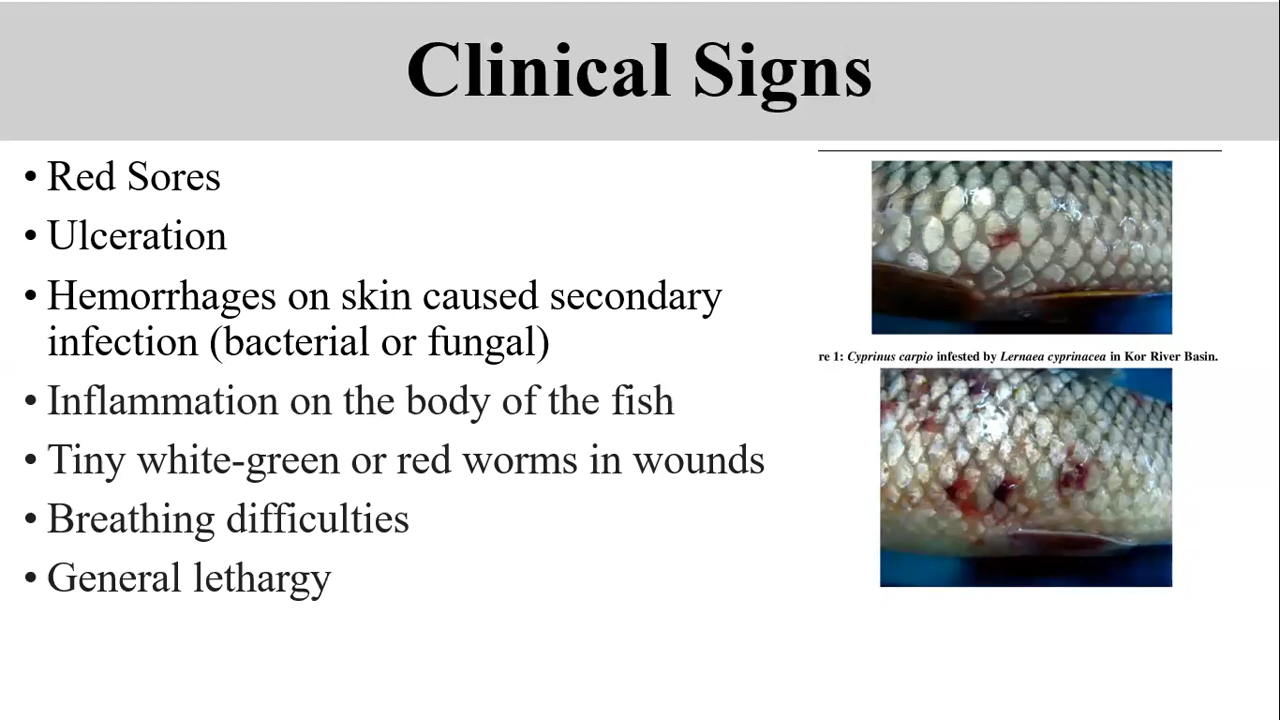 Clinical Signs
• Red Sores
• Ulceration
• Hemorrhages on skin caused secondary
infection (bacterial or fungal)
• Inflammation on the body of the fish
• Tiny white-green or red worms in wounds
• Breathing difficulties
• General lethargy
re 1: Cyprinus carpio infested by Lernaea cyprinacea in Kor River Basin.